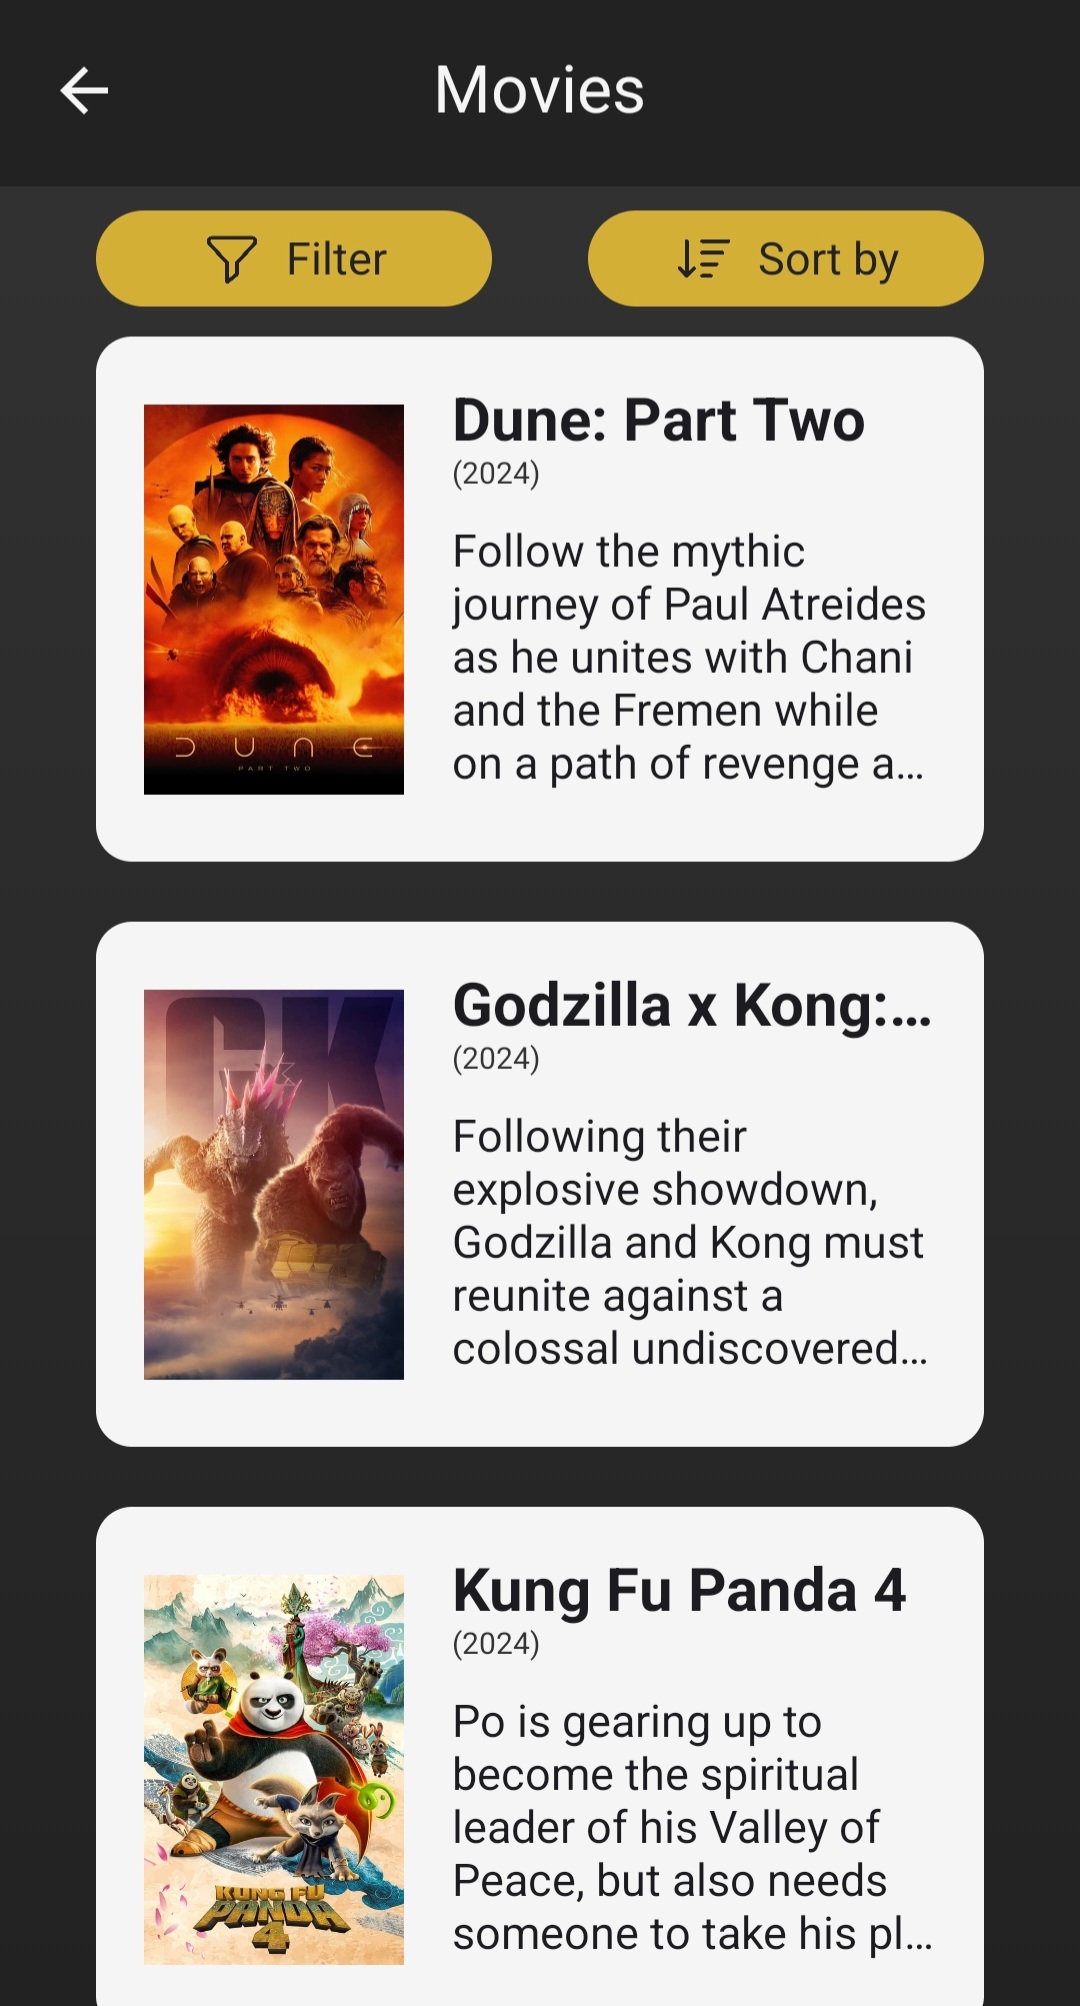 Movies
Filter
Sort by
Dune: Part Two
(2024)
Follow the mythic
journey of Paul Atreides
as he unites with Chani
and the Fremen while
on a path of revenge a…
DUNE
PART TWO
Godzilla x Kong:…
(2024)
Following their
explosive showdown,
Godzilla and Kong must
reunite against a
colossal undiscovered…
GK
Kung Fu Panda 4
(2024)
Po is gearing up to
become the spiritual
leader of his Valley of
Peace, but also needs
someone to take his pl…
KUNG FU
PANDA
4